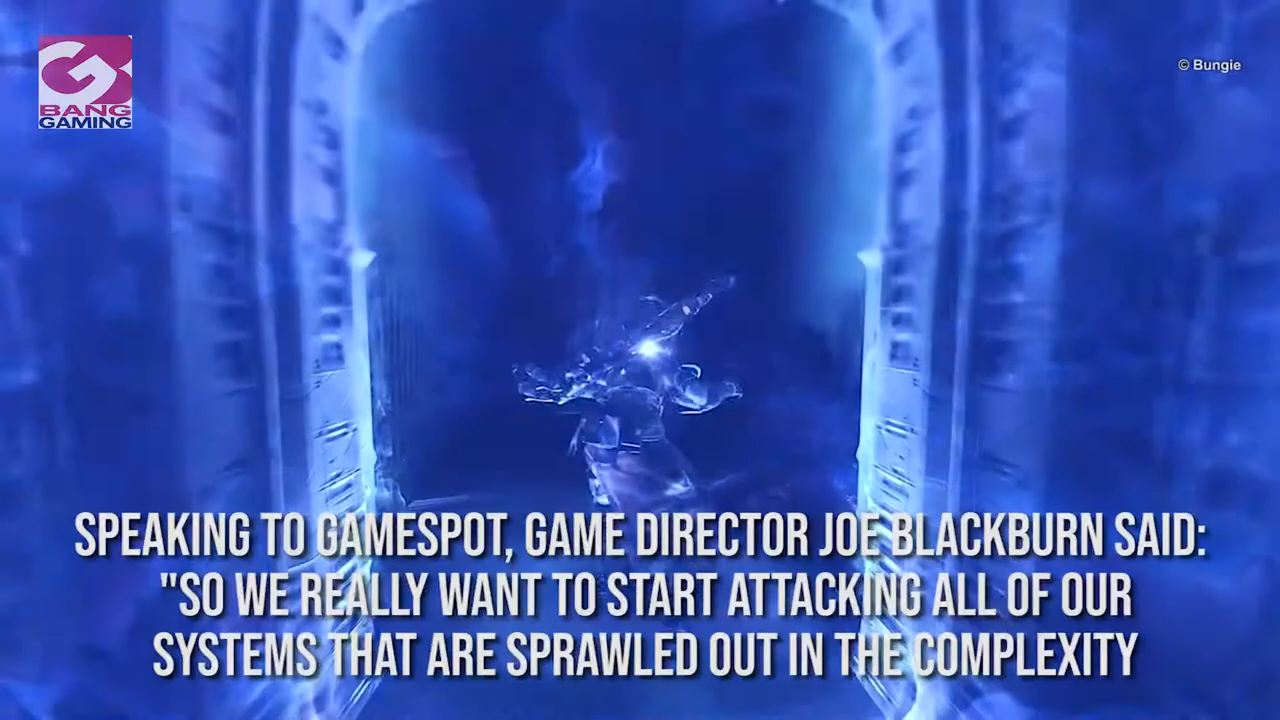 BANG
GAMING
© Bungie
SPEAKING TO GAMESPOT, GAME DIRECTOR JOE BLACKBURN SAID:
"SO WE REALLY WANT TO START ATTACKING ALL OF OUR
SYSTEMS THAT ARE SPRAWLED OUT IN THE COMPLEXITY